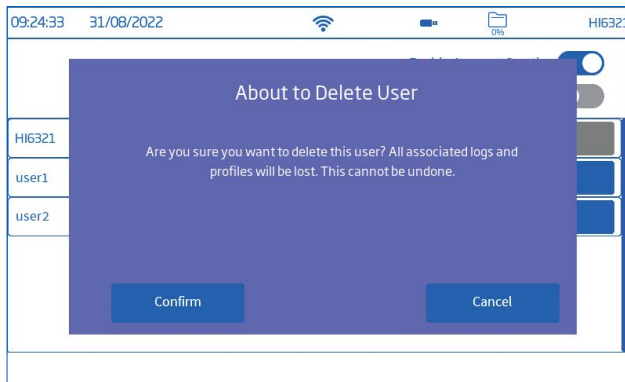 09:24:33 31/08/2022 0% HI6321
About to Delete User
HI6321
Are you sure you want to delete this user? All associated logs and
profiles will be lost. This cannot be undone.
user1
user2
Confirm Cancel